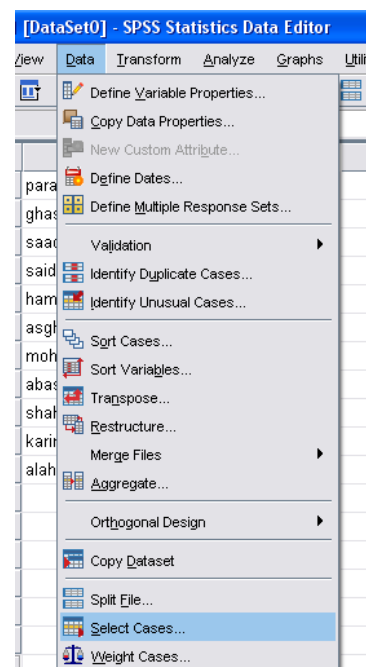 [DataSet0] - SPSS Statistics Data Editor
View Data Transform Analyze Graphs
Define Variable Properties...
Copy Data Properties...
New Custom Attribute...
Define Dates...
Define Multiple Response Sets...
Validation
Identify Duplicate Cases...
Identify Unusual Cases...
Sort Cases...
Sort Variables...
Transpose...
Restructure...
Merge Files
Aggregate...
Orthogonal Design
Copy Dataset
Split File...
Select Cases...
Weight Cases...
para
ghas
saad
said
ham
asgh
moh
abas
shah
karin
alah